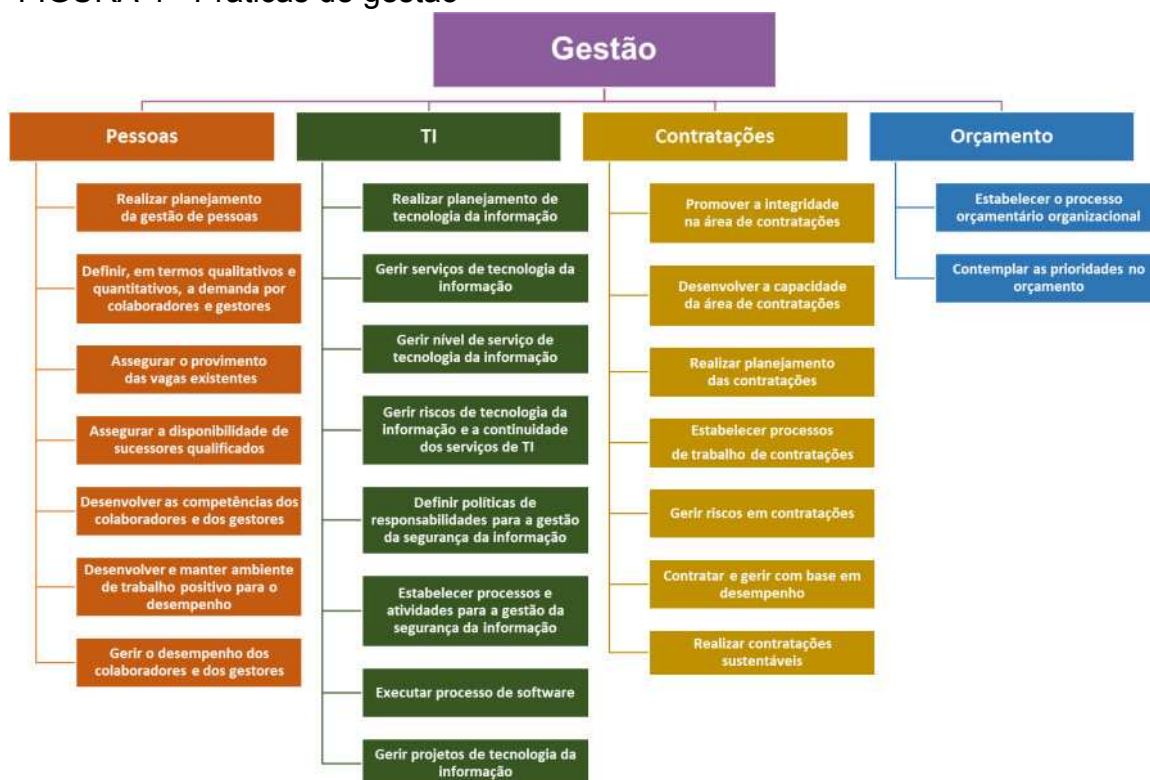 Gestão
Pessoas
Realizar planejamento
da gestão de pessoas
Definir, em termos qualitativos e
quantitativos, a demanda por
colaboradores e gestores
Assegurar o provimento
das vagas existentes
Assegurar a disponibilidade de
sucessores qualificados
Desenvolver as competências dos
colaboradores e dos gestores
Desenvolver e manter ambiente
de trabalho positivo para o
desempenho
Gerir o desempenho dos
colaboradores e dos gestores
TI
Realizar planejamento de
tecnologia da informação
Gerir serviços de tecnologia da
informação
Gerir nível de serviço de
tecnologia da informação
Gerir riscos de tecnologia da
informação e a continuidade
dos serviços de TI
Definir políticas de
responsabilidades para a gestão
da segurança da informação
Estabelecer processos e
atividades para a gestão da
segurança da informação
Executar processo de software
Gerir projetos de tecnologia da
informação
Contratações
Promover a integridade
na área de contratações
Desenvolver a capacidade
da área de contratações
Realizar planejamento
das contratações
Estabelecer processos
de trabalho de contratações
Gerir riscos em contratações
Contratar e gerir com base em
desempenho
Realizar contratações
sustentáveis
Orçamento
Estabelecer o processo
orçamentário organizacional
Contemplar as prioridades no
orçamento